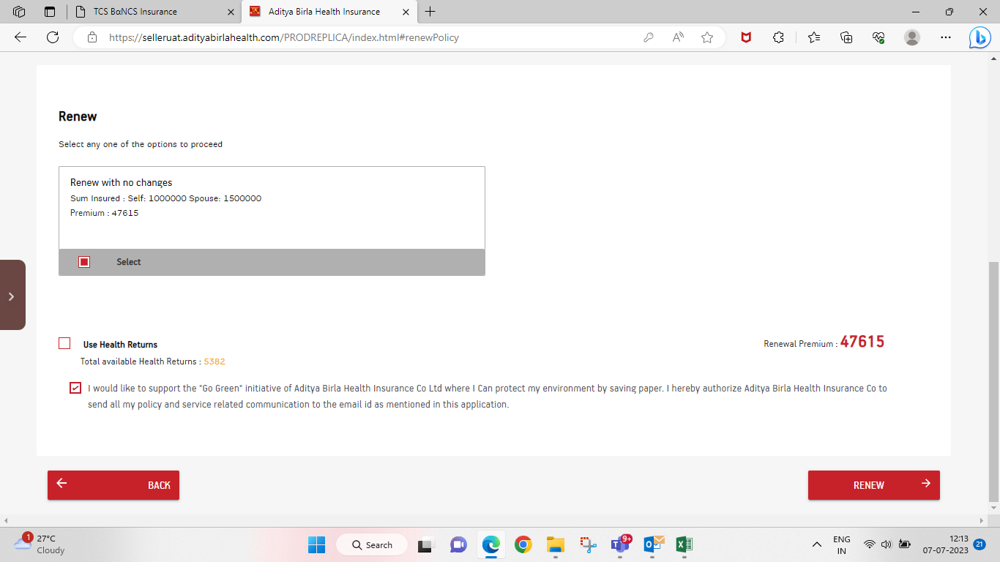 TCS BαNCS Insurance
Aditya Birla Health Insurance
https://selleruat.adityabirlahealth.com/PRODREPLICA/index.html#renewPolicy
Renew
Select any one of the options to proceed
Renew with no changes
Sum Insured : Self: 1000000 Spouse: 1500000
Premium : 47615
Select
Use Health Returns
Renewal Premium : 47615
Total available Health Returns : 5382
I would like to support the "Go Green" initiative of Aditya Birla Health Insurance Co Ltd where I Can protect my environment by saving paper. I hereby authorize Aditya Birla Health Insurance Co to
send all my policy and service related communication to the email id as mentioned in this application.
BACK
RENEW
1
27°C
Cloudy
Search
9+
ENG
IN
12:13
07-07-2023
21